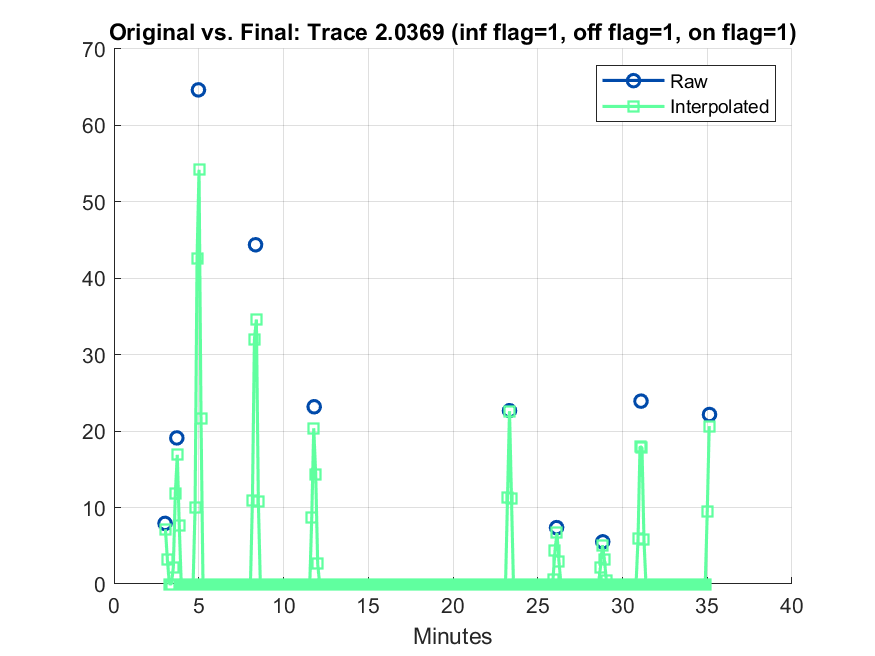 Original vs. Final: Trace 2.0369 (inf flag=1, off flag=1, on flag=1)
70
60
50
40
30
20
10
0
Raw
Interpolated
0 5 10 15 20 25 30 35 40
Minutes